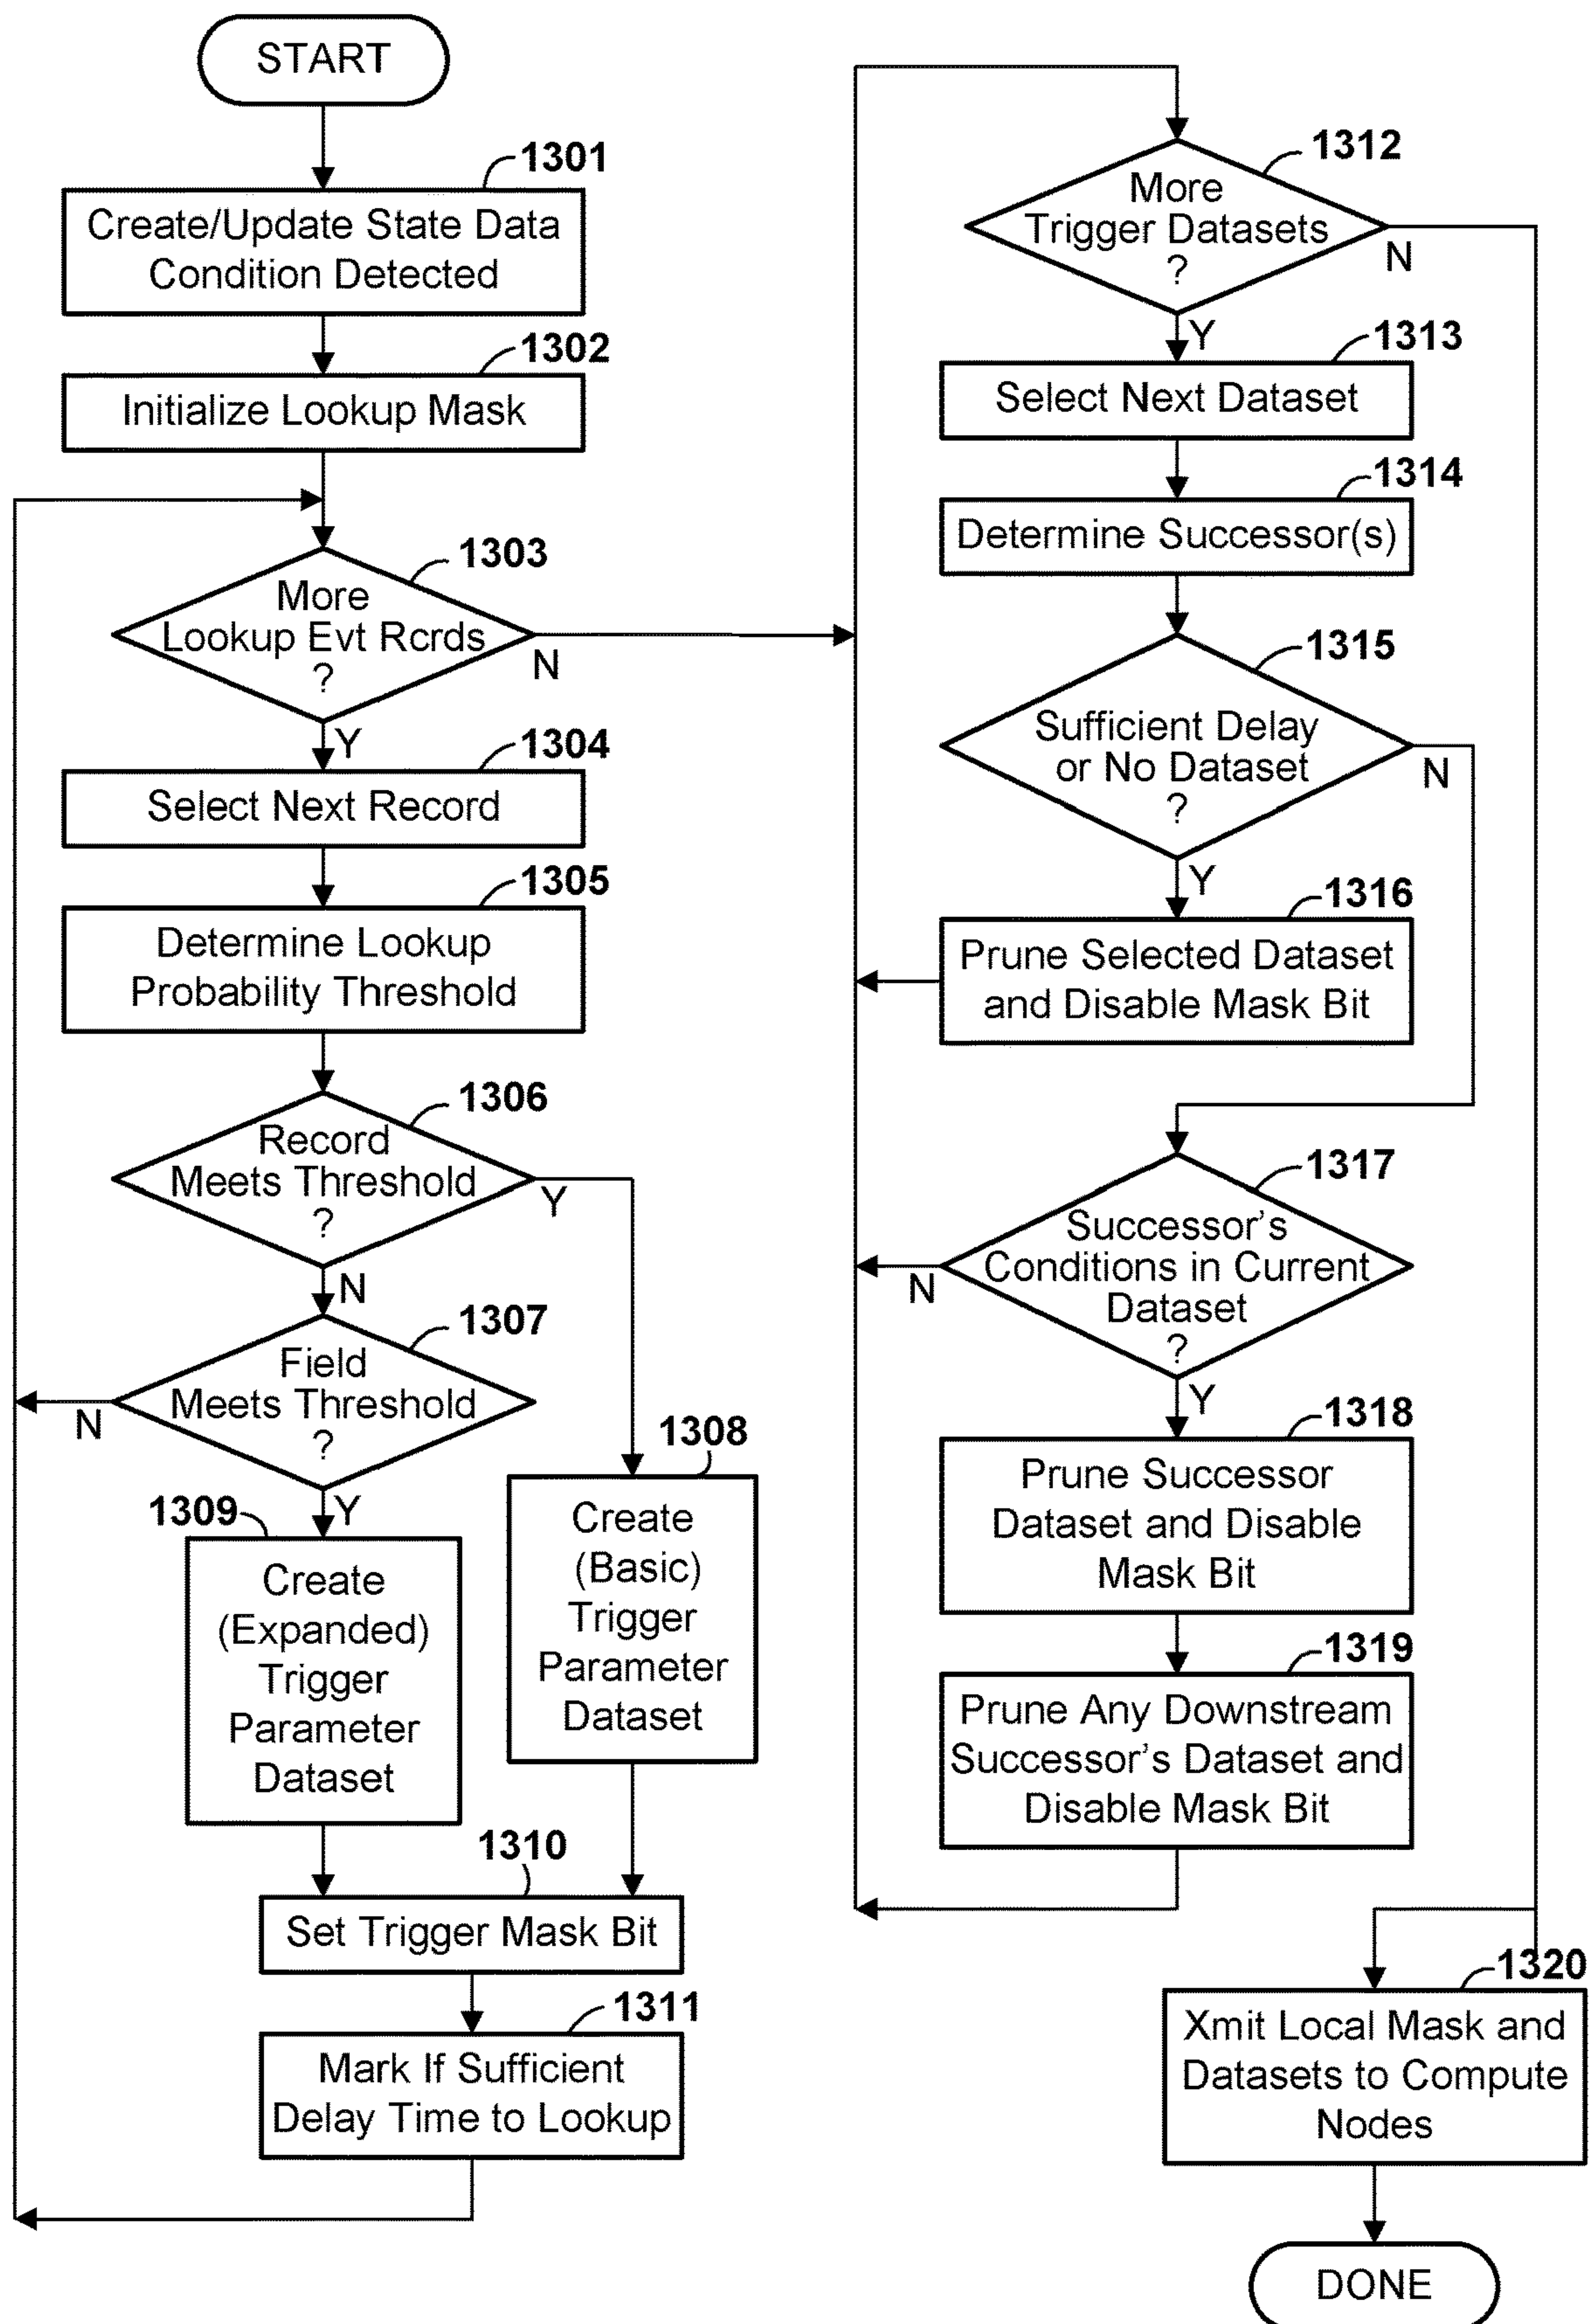 START
1301
Create/Update State Data
Condition Detected
1302
Initialize Lookup Mask
1303
More
Lookup Evt Rcrds
?
N
Y
1304
Select Next Record
1305
Determine Lookup
Probability Threshold
1306
Record
Meets Threshold
?
Y
N
1307
Field
Meets Threshold
?
N
Y
1308
Create
(Basic)
Trigger
Parameter
Dataset
1309
Create
(Expanded)
Trigger
Parameter
Dataset
1310
Set Trigger Mask Bit
1311
Mark If Sufficient
Delay Time to Lookup
1312
More
Trigger Datasets
?
N
Y
1313
Select Next Dataset
1314
Determine Successor(s)
1315
Sufficient Delay
or No Dataset
?
N
Y
1316
Prune Selected Dataset
and Disable Mask Bit
1317
Successor's
Conditions in Current
Dataset
?
N
Y
1318
Prune Successor
Dataset and Disable
Mask Bit
1319
Prune Any Downstream
Successor's Dataset and
Disable Mask Bit
1320
Xmit Local Mask and
Datasets to Compute
Nodes
DONE